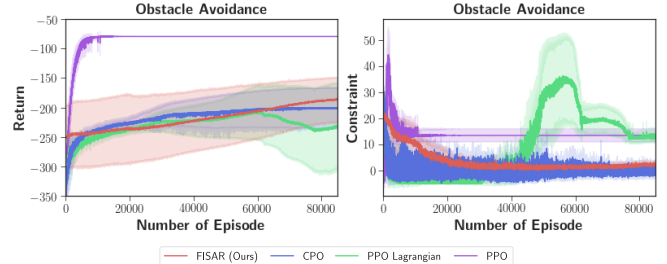 Obstacle Avoidance
−50
−100
−150
−200
−250
−300
−350
Return
0 20000 40000 60000 80000
Number of Episode
Obstacle Avoidance
50
40
30
20
10
0
Constraint
0 20000 40000 60000 80000
Number of Episode
FISAR (Ours) CPO PPO Lagrangian PPO